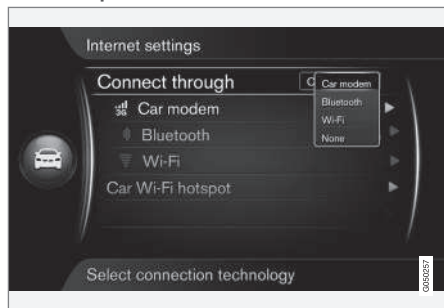 Internet settings
Connect through
Car modem
Bluetooth
Wi-Fi
None
3G Car modem
Bluetooth
Wi-Fi
Car Wi-Fi hotspot
Select connection technology
G050257